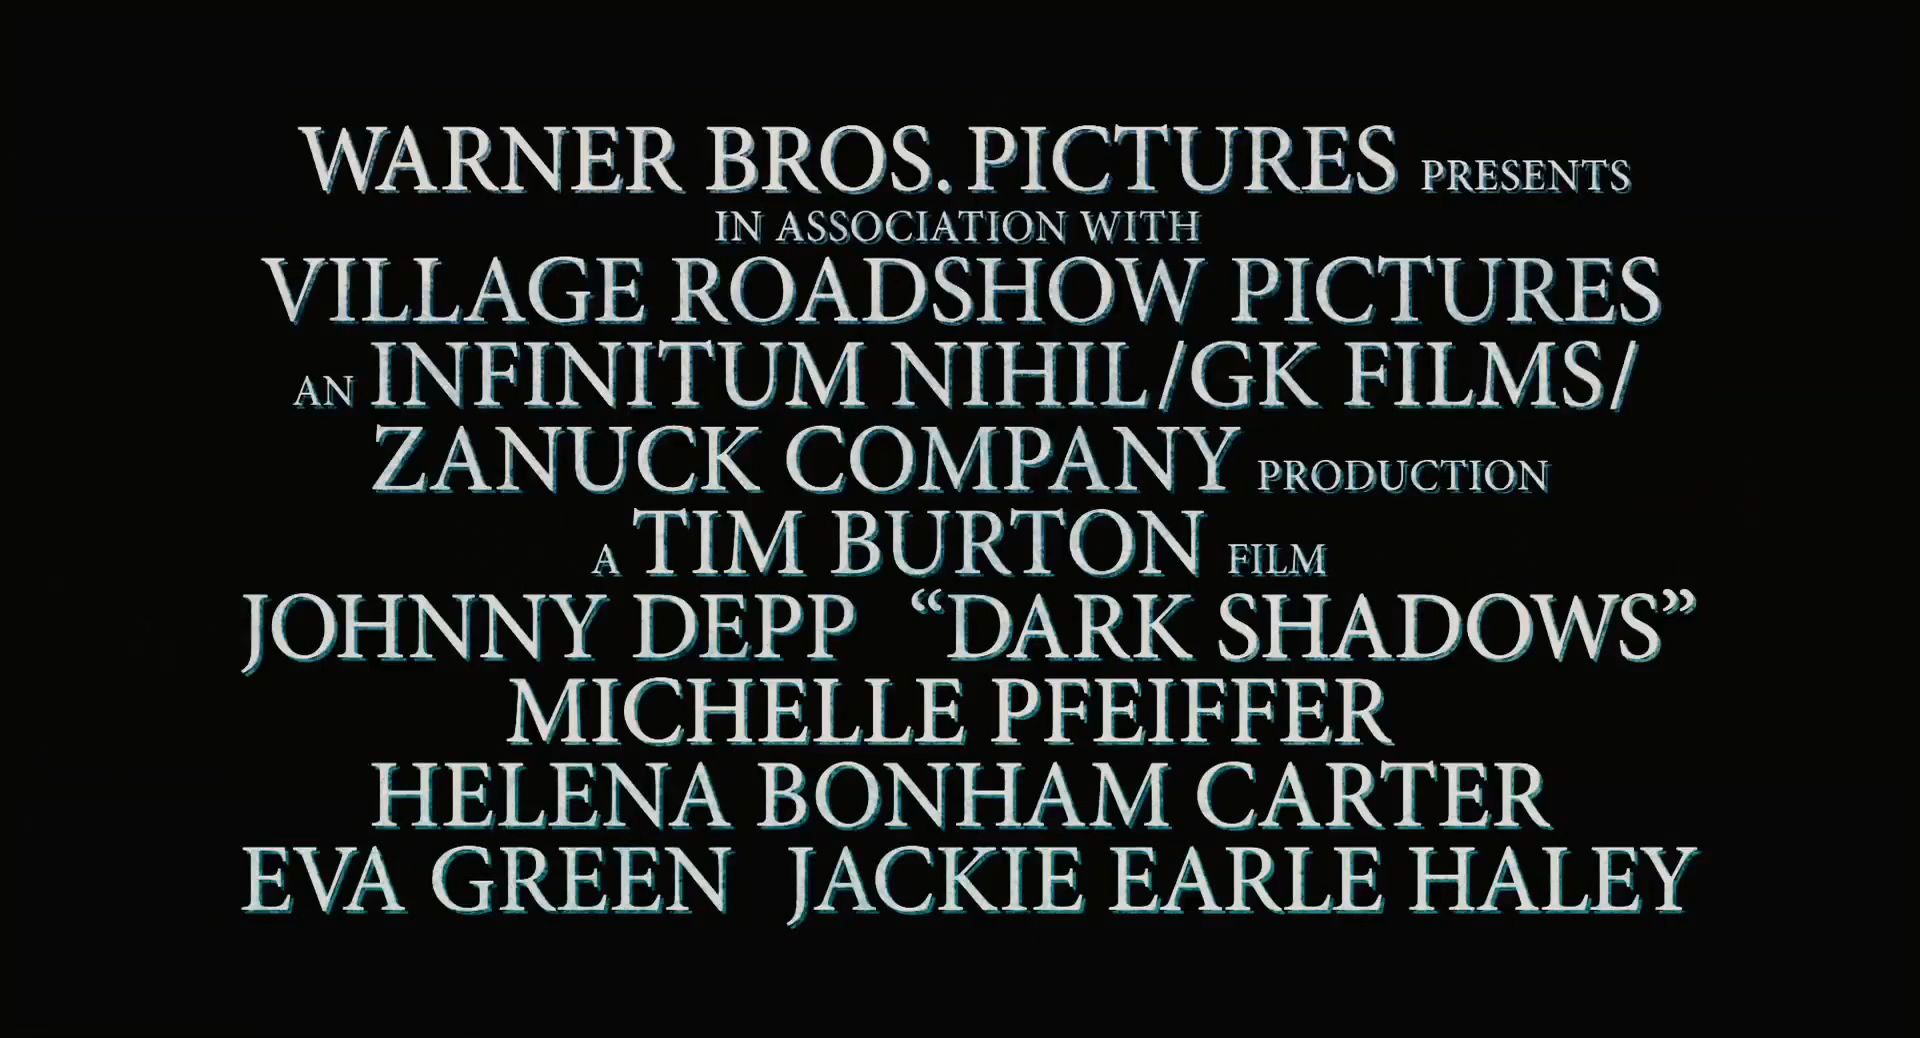 WARNER BROS. PICTURES PRESENTS
IN ASSOCIATION WITH
VILLAGE ROADSHOW PICTURES
AN INFINITUM NIHIL/GK FILMS/
ZANUCK COMPANY PRODUCTION
A TIM BURTON FILM
JOHNNY DEPP “DARK SHADOWS”
MICHELLE PFEIFFER
HELENA BONHAM CARTER
EVA GREEN JACKIE EARLE HALEY